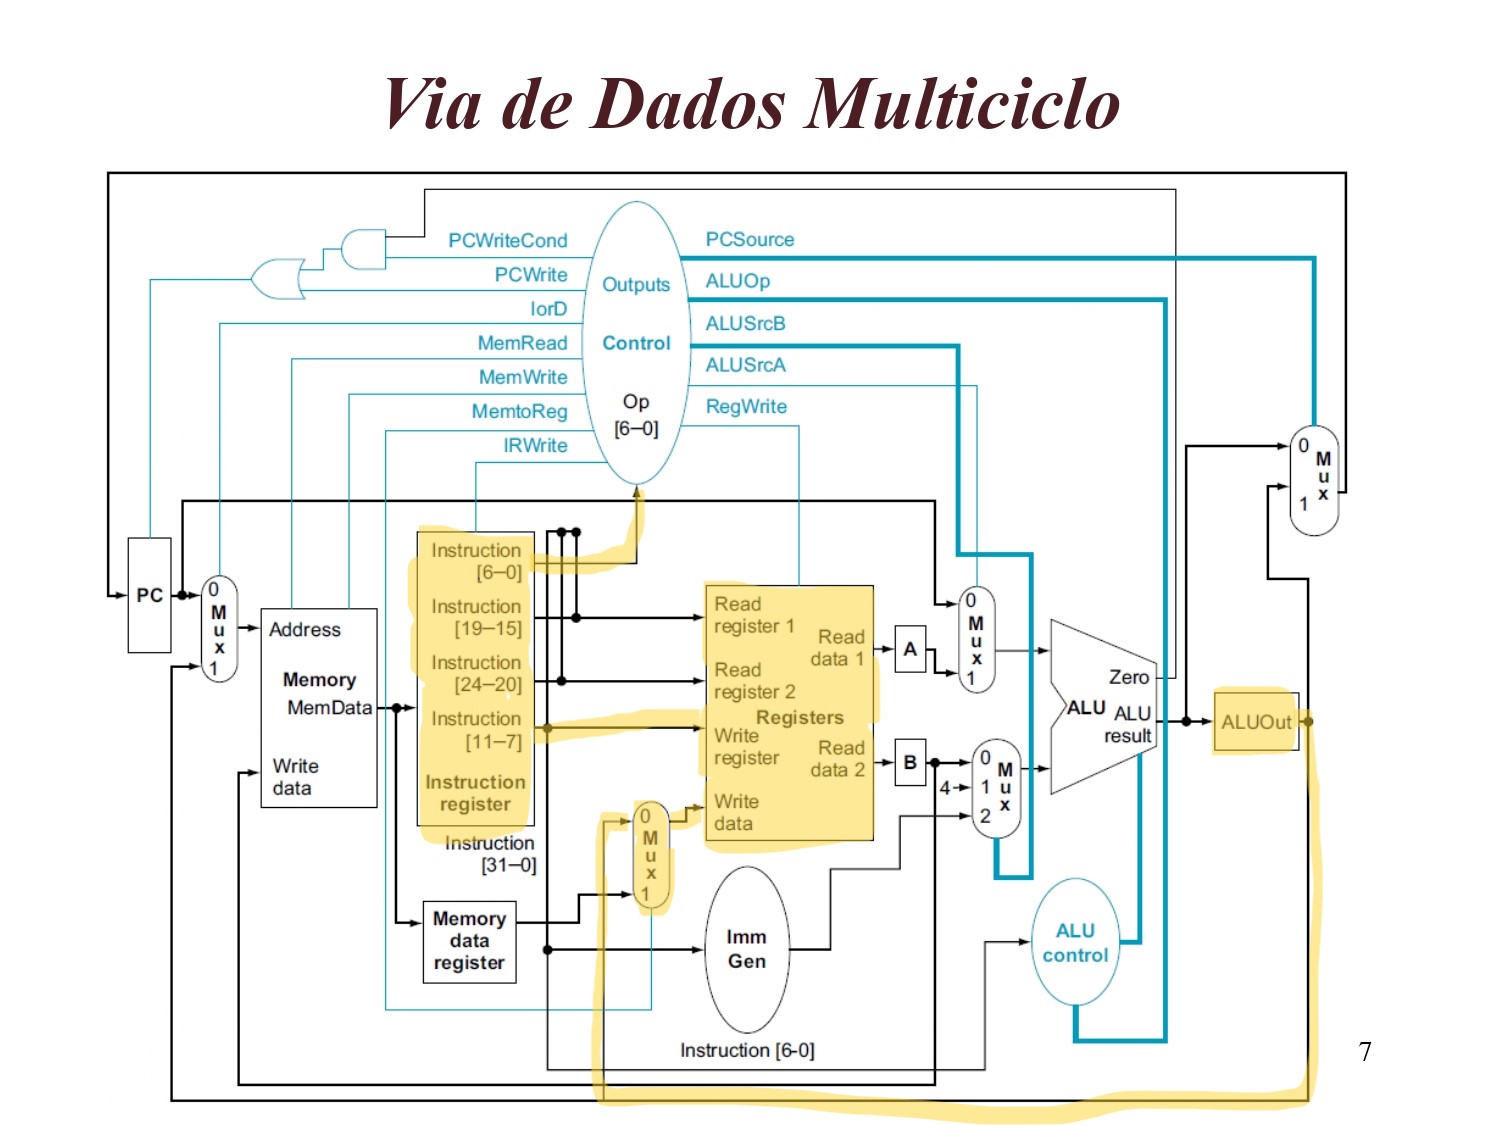 Via de Dados Multiciclo
PCWriteCond
PCWrite
IorD
MemRead
MemWrite
MemtoReg
IRWrite
Outputs
Control
Op
[6–0]
PCSource
ALUOp
ALUSrcB
ALUSrcA
RegWrite
0
M
u
x
1
PC
0
M
u
x
1
Address
Memory
MemData
Write
data
Instruction
[6–0]
Instruction
[19–15]
Instruction
[24–20]
Instruction
[11–7]
Instruction
register
Instruction
[31–0]
Memory
data
register
0
M
u
x
1
Read
register 1
Read
register 2
Registers
Write
register
Write
data
Read
data 1
Read
data 2
A
B
0
M
u
x
1
0
M
4
1
u
x
2
Imm
Gen
Instruction [6-0]
Zero
ALU
ALU
result
ALUOut
ALU
control
7